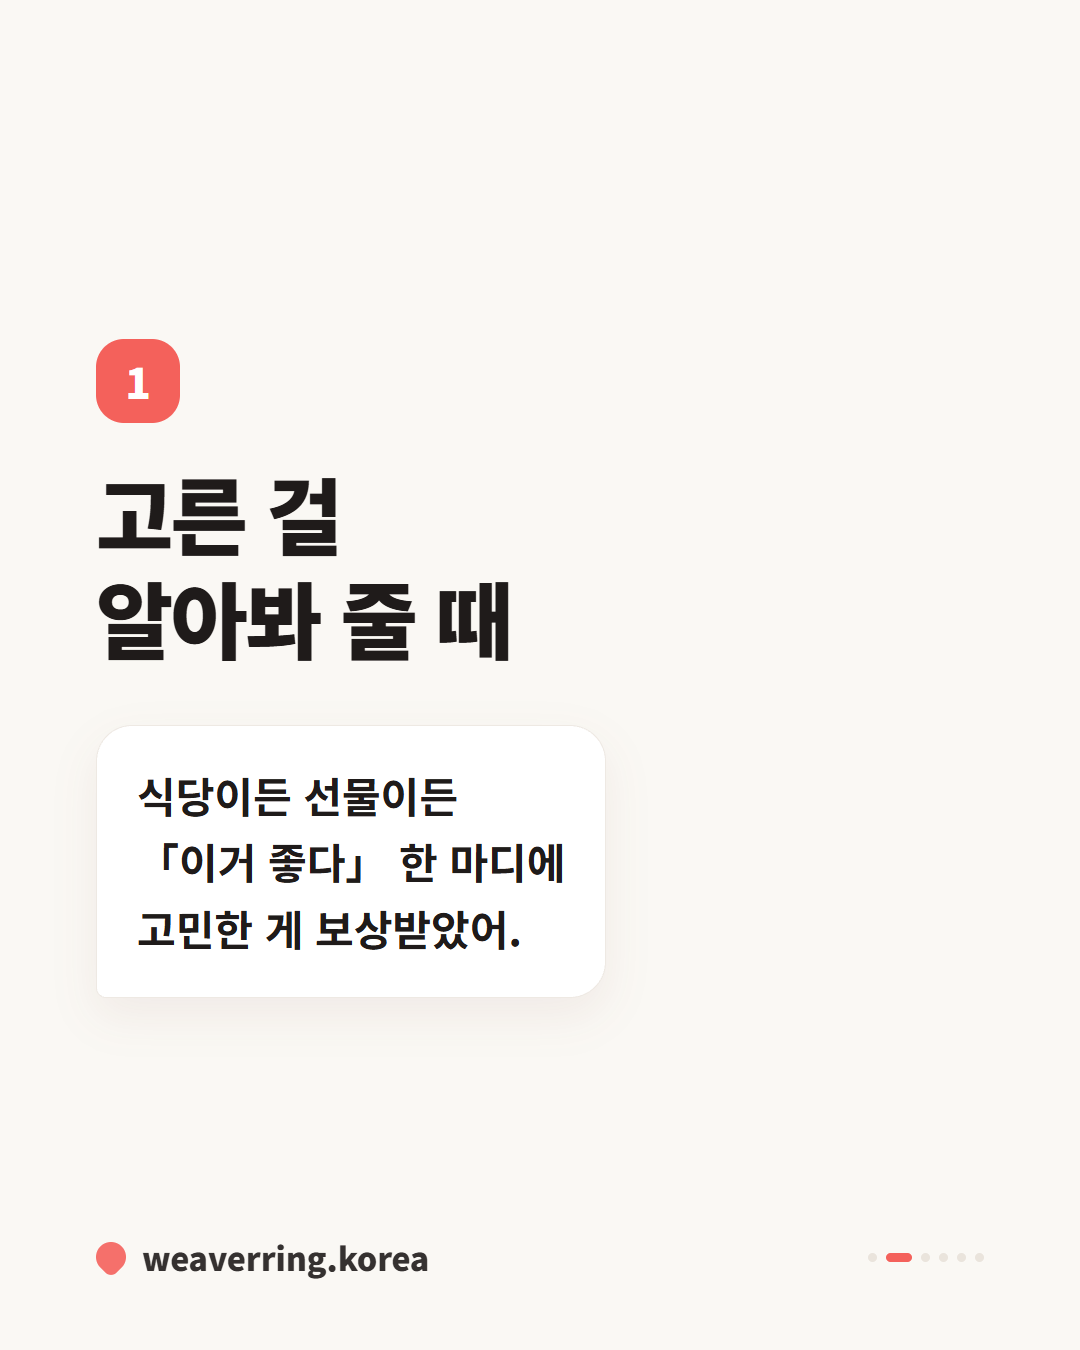 1
고른 걸
알아봐 줄 때
식당이든 선물이든
「이거 좋다」 한 마디에
고민한 게 보상받았어.
weaverring.korea